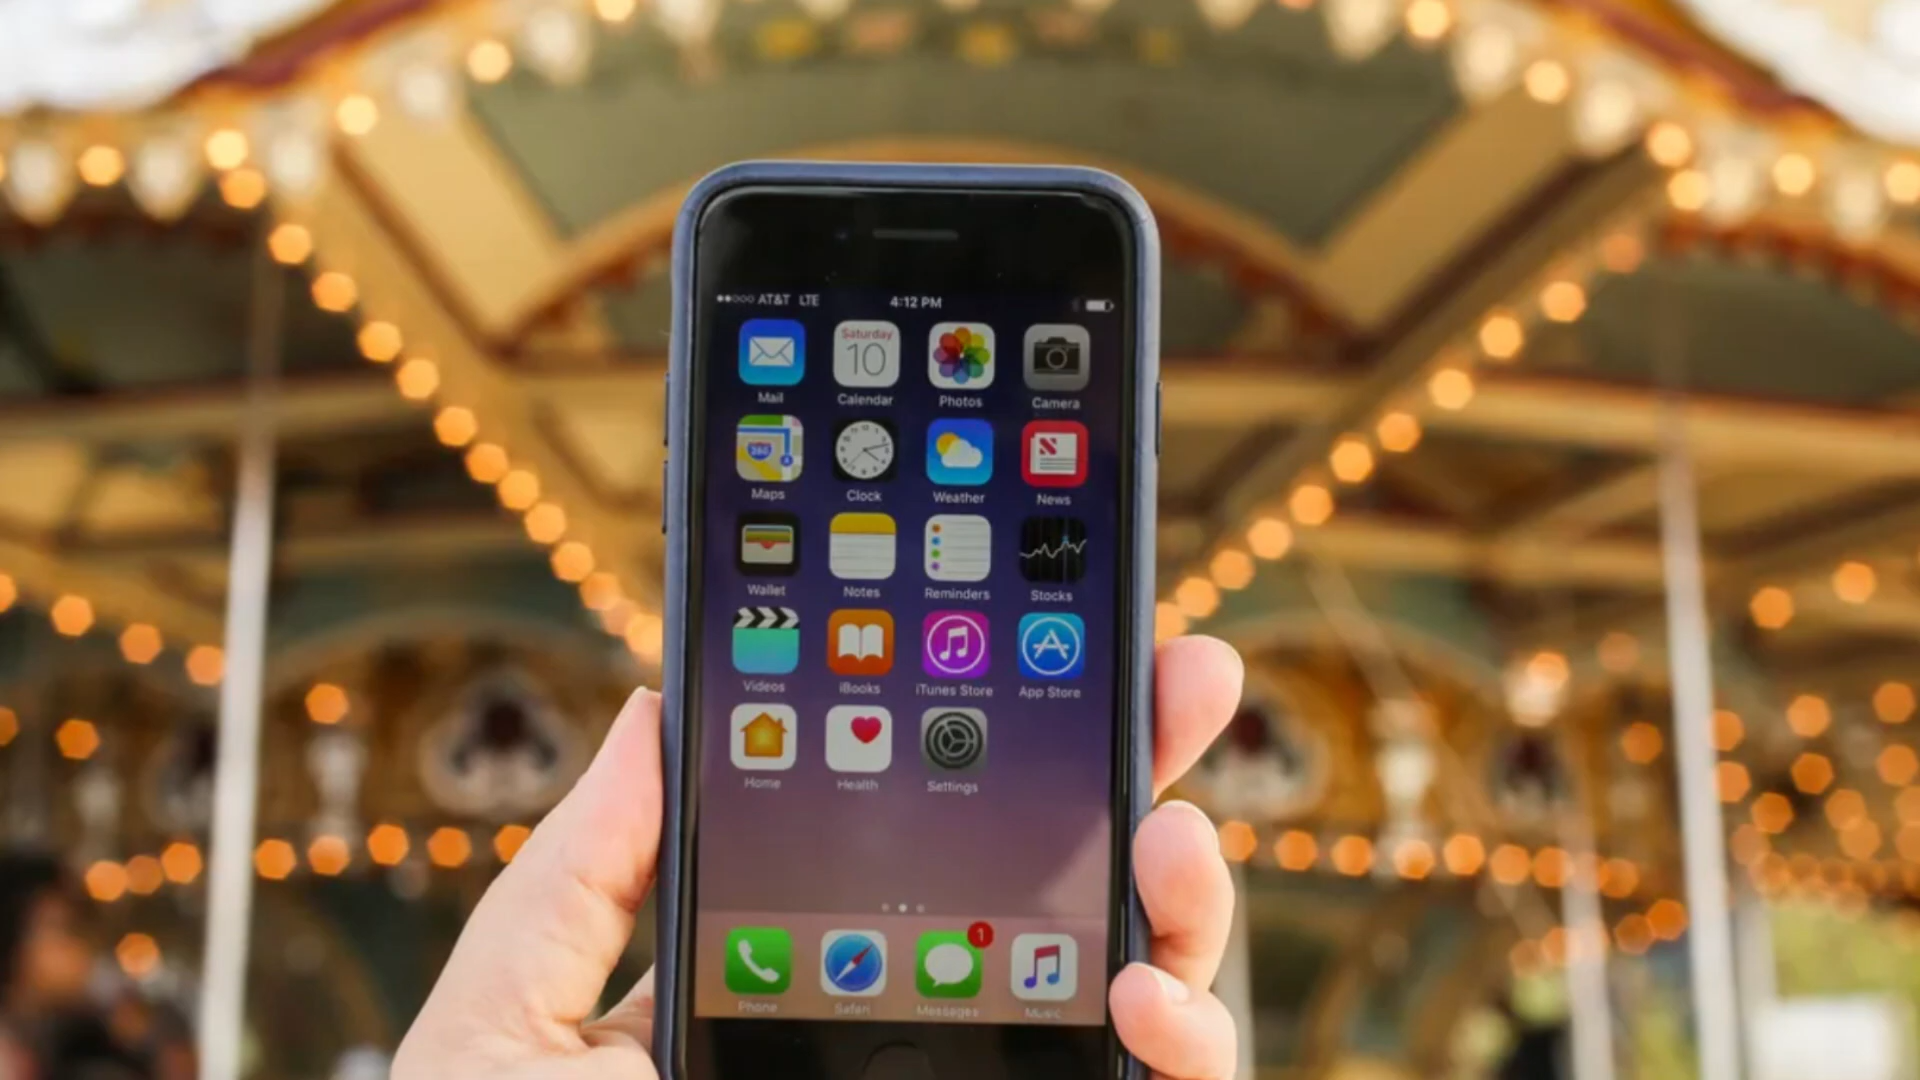 AT&T LTE 4:12 PM
Saturday
10
Mail Calendar Photos Camera
280
Maps Clock Weather News
Wallet Notes Reminders Stocks
Videos iBooks iTunes Store App Store
Home Health Settings
1
Phone Safari Messages Music